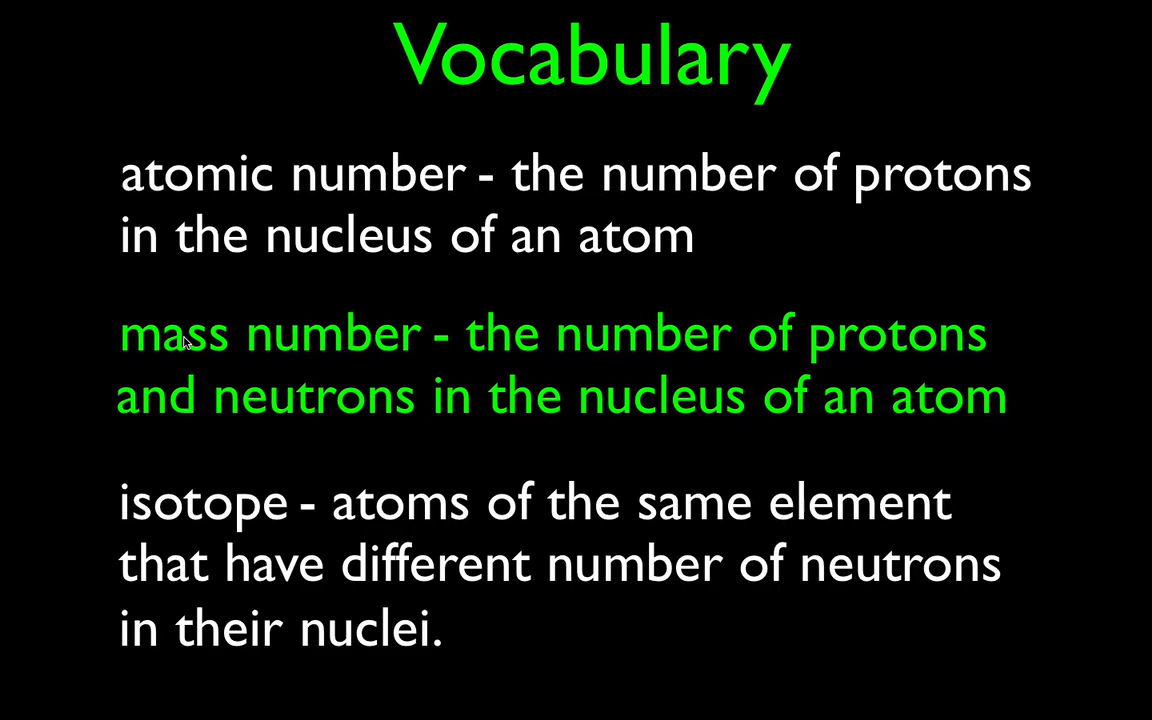 Vocabulary
atomic number - the number of protons
in the nucleus of an atom
mass number - the number of protons
and neutrons in the nucleus of an atom
isotope - atoms of the same element
that have different number of neutrons
in their nuclei.